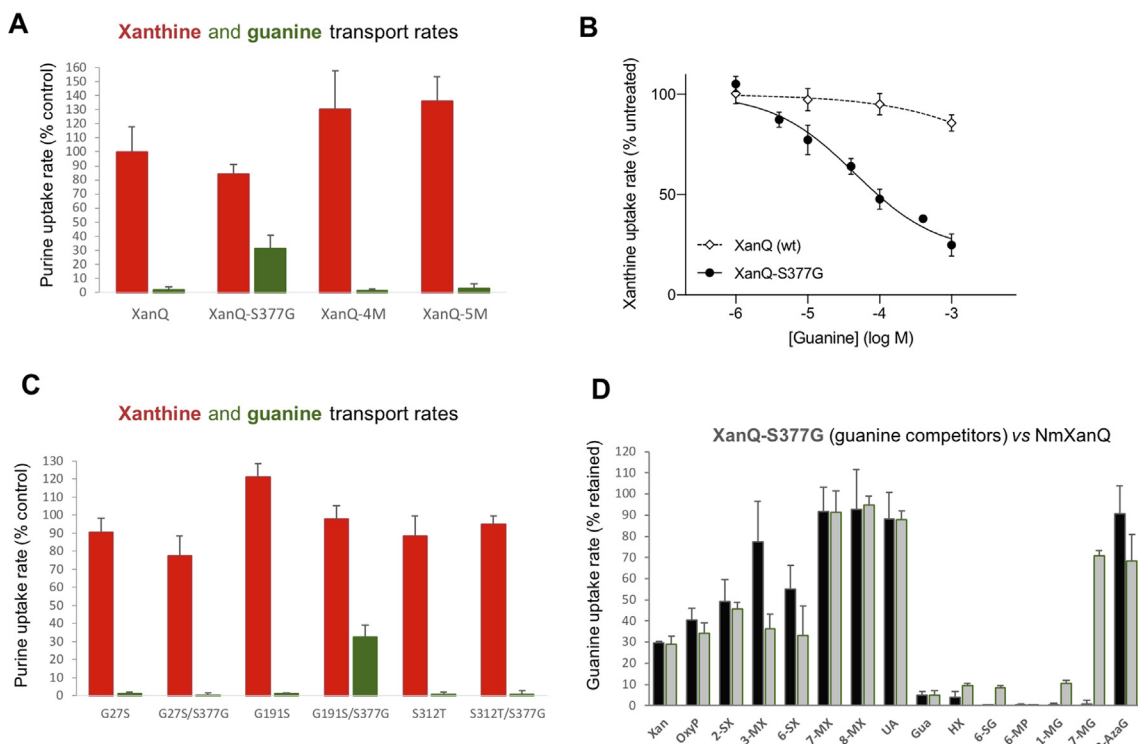 A
Xanthine and guanine transport rates
Purine uptake rate (% control)
160
150
140
130
120
110
100
90
80
70
60
50
40
30
20
10
0
XanQ XanQ-S377G XanQ-4M XanQ-5M
B
Xanthine uptake rate (% untreated)
100
50
0
XanQ (wt)
XanQ-S377G
-6 -5 -4 -3
[Guanine] (log M)
C
Xanthine and guanine transport rates
Purine uptake rate (% control)
130
120
110
100
90
80
70
60
50
40
30
20
10
0
G27S G27S/S377G G191S G191S/S377G S312T S312T/S377G
D
XanQ-S377G (guanine competitors) vs NmXanQ
Guanine uptake rate (% retained)
120
110
100
90
80
70
60
50
40
30
20
10
0
Xan OxyP 2-SX 3-MX 6-SX 7-MX 8-MX UA Gua HX 6-SG 6-MP 1-MG 7-MG